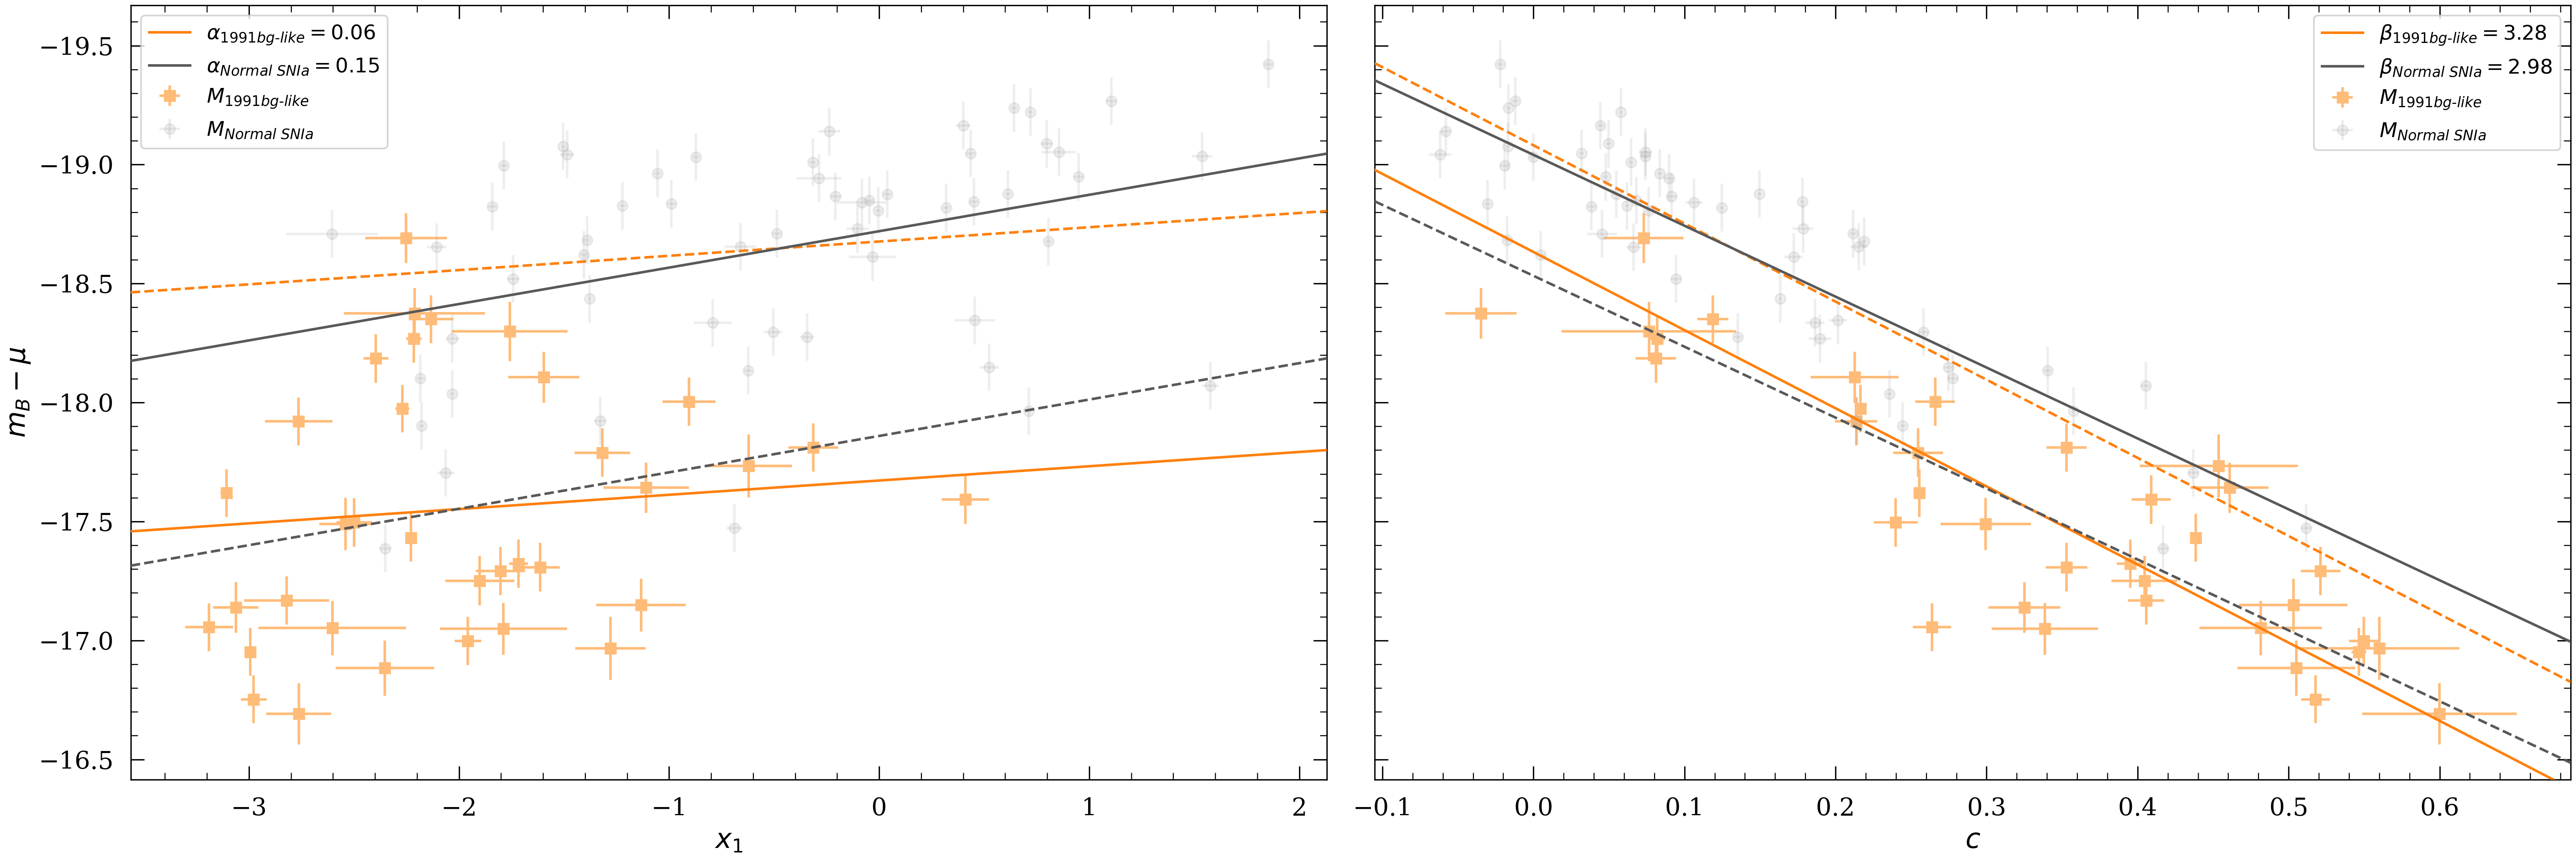 α1991bg-like = 0.06
αNormal SNIa = 0.15
M1991bg-like
MNormal SNIa
β1991bg-like = 3.28
βNormal SNIa = 2.98
M1991bg-like
MNormal SNIa
−19.5
−19.0
−18.5
−18.0
−17.5
−17.0
−16.5
mB − μ
−3
−2
−1
0
1
2
x1
−0.1
0.0
0.1
0.2
0.3
0.4
0.5
0.6
c